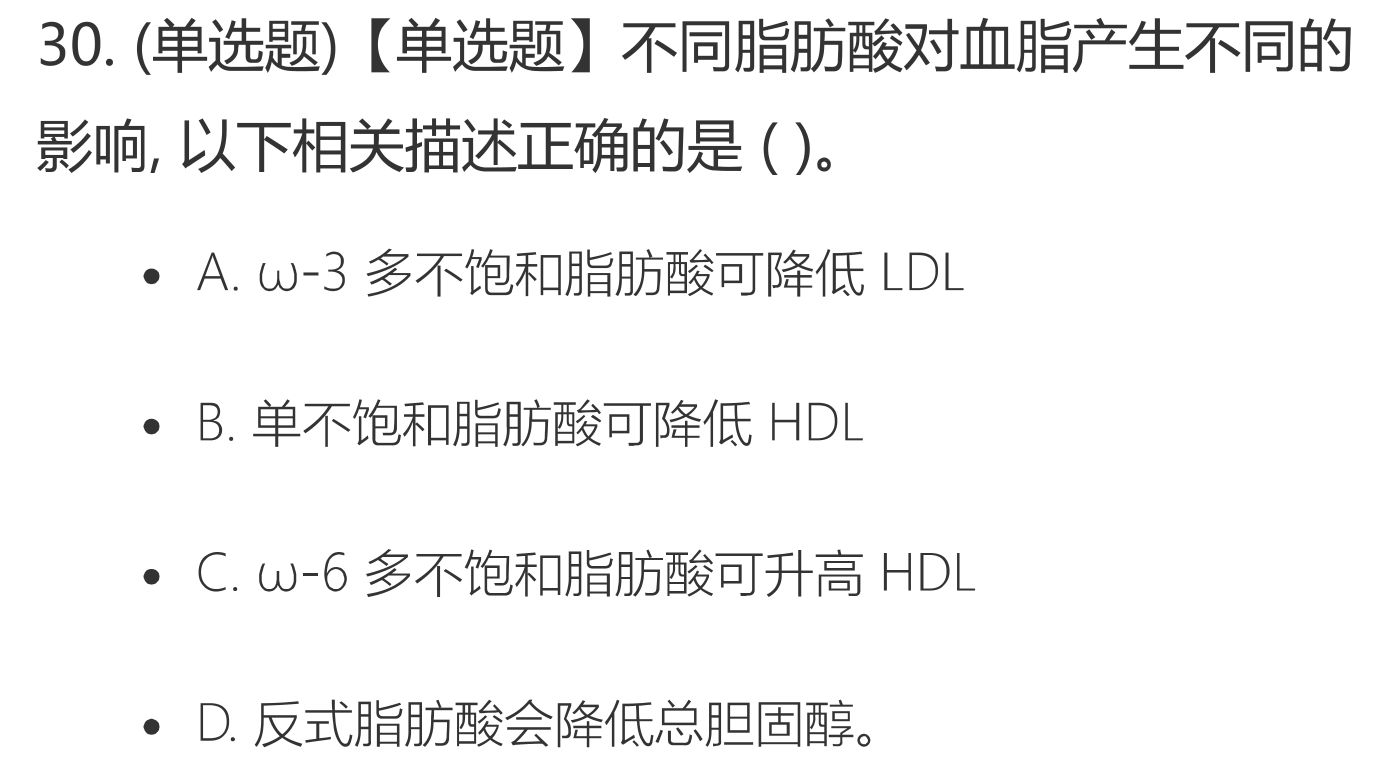 30. (单选题)【单选题】不同脂肪酸对血脂产生不同的
影响, 以下相关描述正确的是 ( )。
• A. ω-3 多不饱和脂肪酸可降低 LDL
• B. 单不饱和脂肪酸可降低 HDL
• C. ω-6 多不饱和脂肪酸可升高 HDL
• D. 反式脂肪酸会降低总胆固醇。